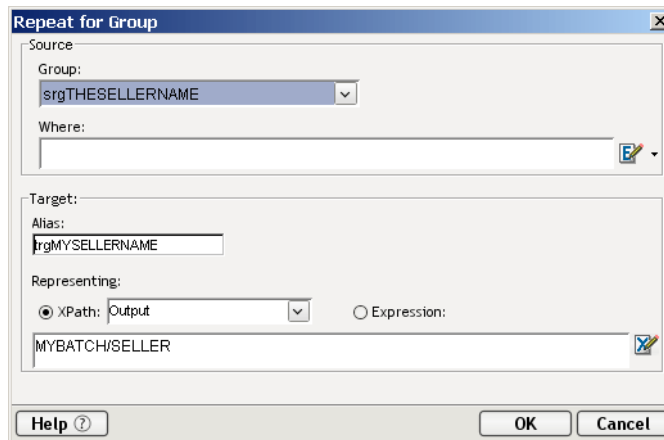 Repeat for Group
Source
Group:
srgTHESELLERNAME
Where:
Target:
Alias:
trgMYSELLERNAME
Representing:
XPath: Output Expression:
MYBATCH/SELLER
Help ? OK Cancel